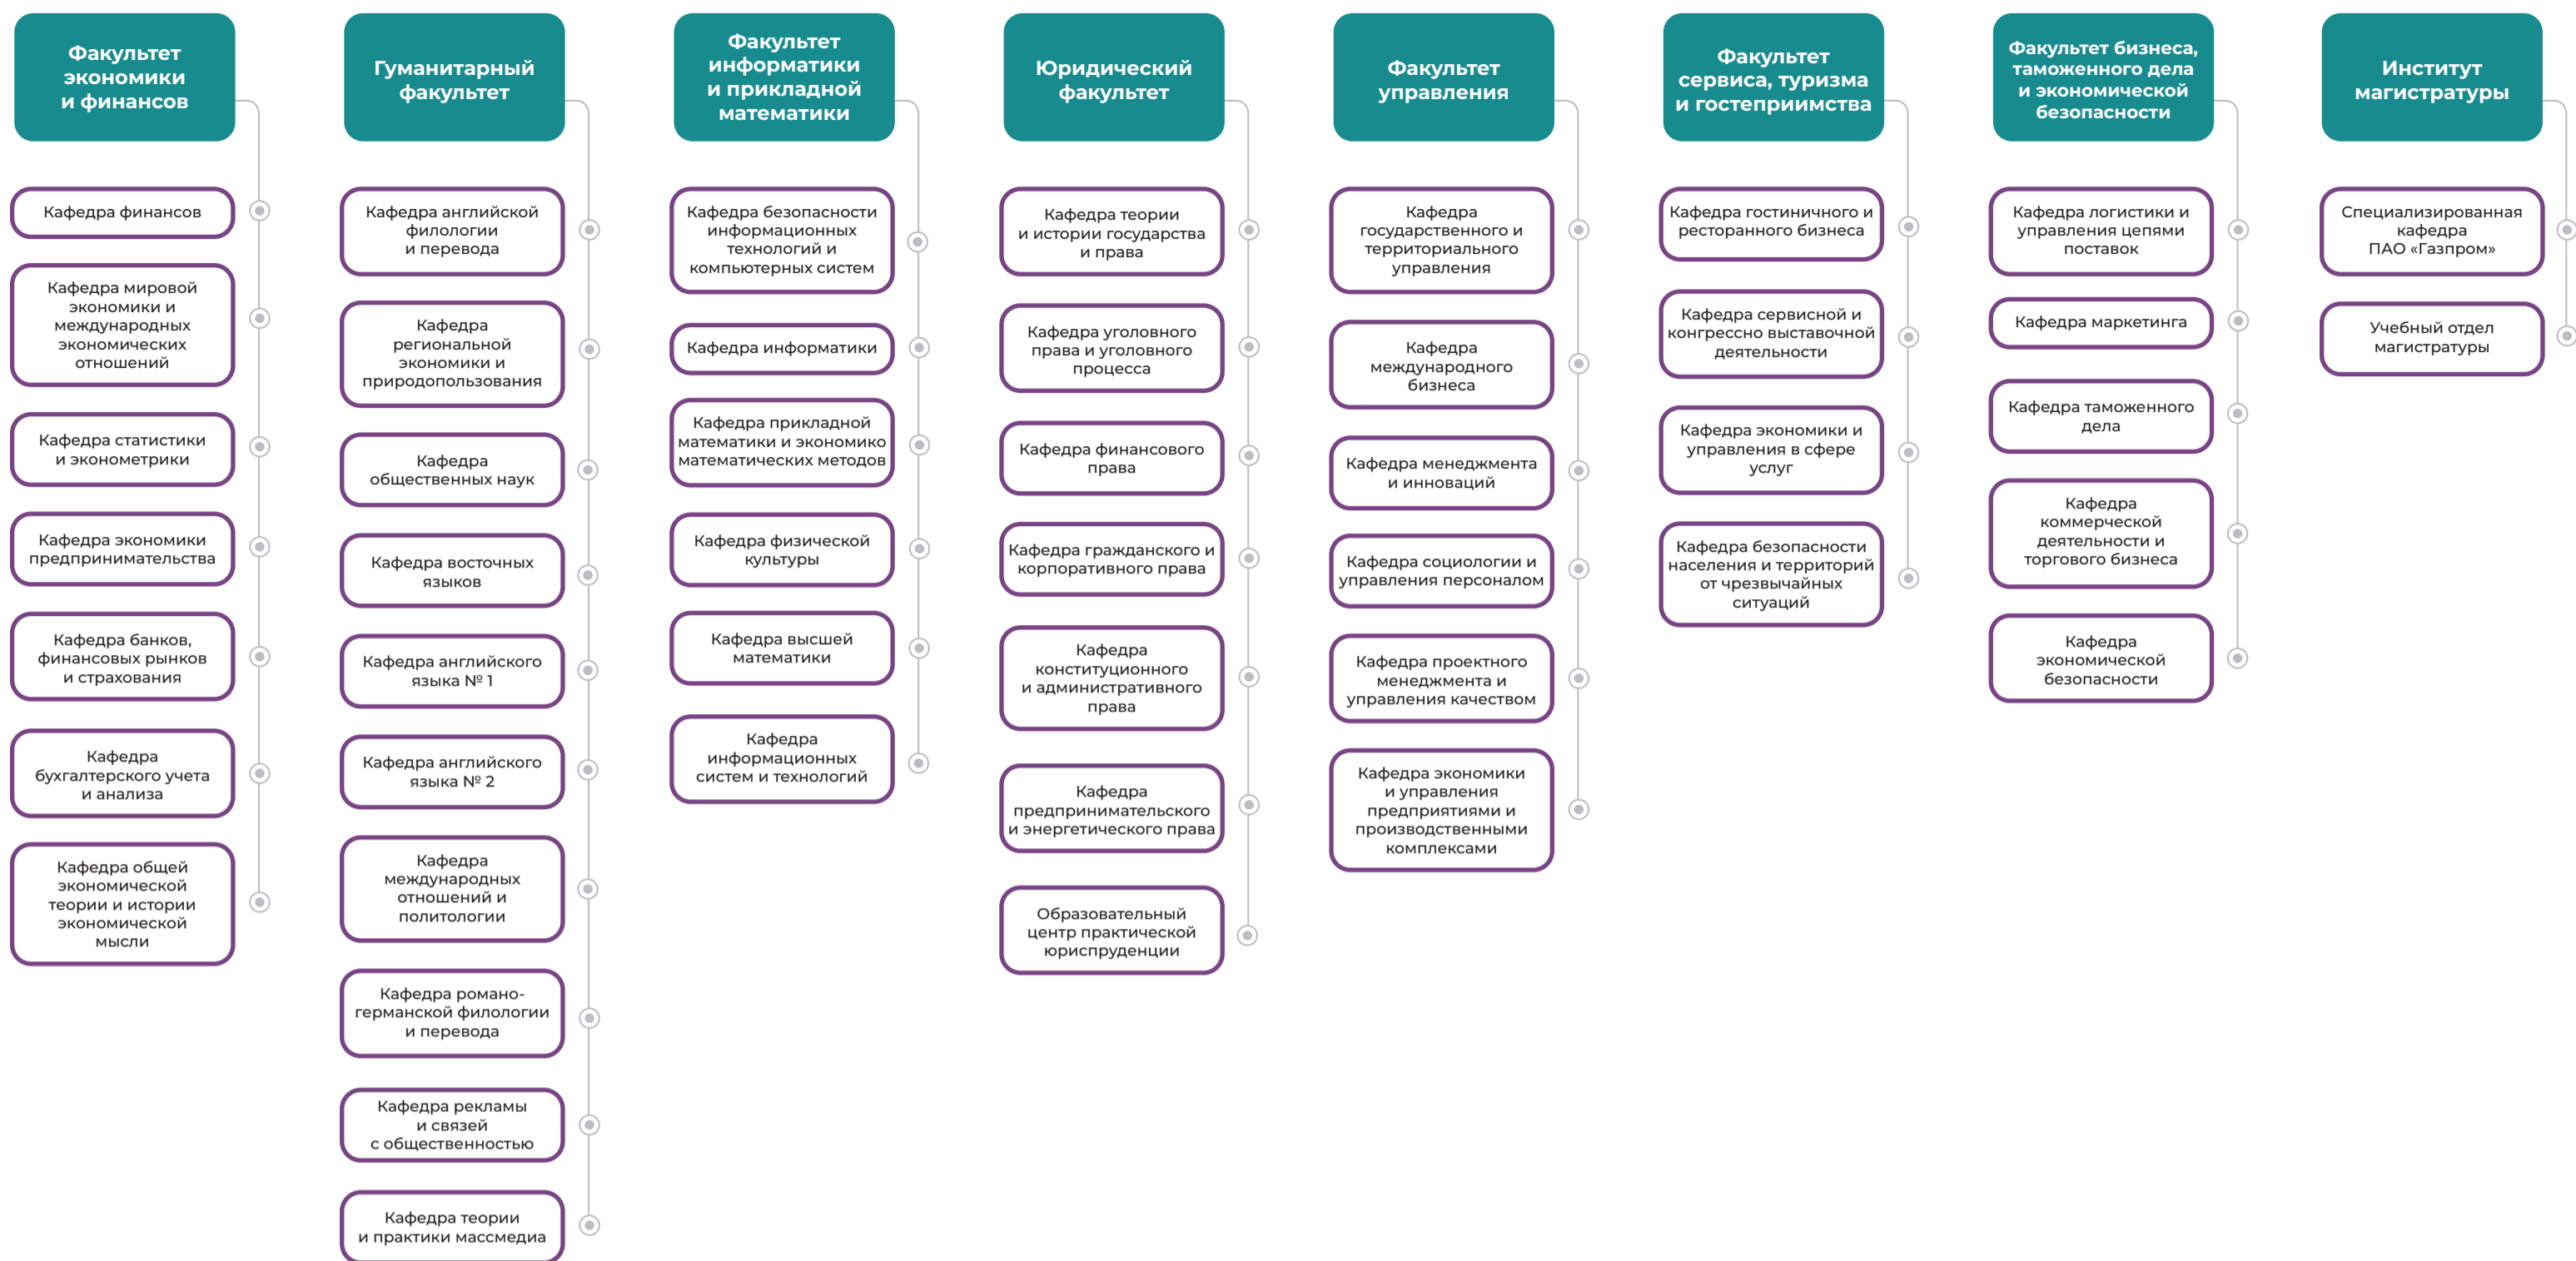 Факультет
экономики
и финансов
Кафедра финансов
Кафедра мировой
экономики и
международных
экономических
отношений
Кафедра статистики
и эконометрики
Кафедра экономики
предпринимательства
Кафедра банков,
финансовых рынков
и страхования
Кафедра
бухгалтерского учета
и анализа
Кафедра общей
экономической
теории и истории
экономической
мысли
Гуманитарный
факультет
Кафедра английской
филологии
и перевода
Кафедра
региональной
экономики и
природопользования
Кафедра
общественных наук
Кафедра восточных
языков
Кафедра английского
языка № 1
Кафедра английского
языка № 2
Кафедра
международных
отношений и
политологии
Кафедра романо-
германской филологии
и перевода
Кафедра рекламы
и связей
с общественностью
Кафедра теории
и практики массмедиа
Факультет
информатики
и прикладной
математики
Кафедра безопасности
информационных
технологий и
компьютерных систем
Кафедра информатики
Кафедра прикладной
математики и экономико
математических методов
Кафедра физической
культуры
Кафедра высшей
математики
Кафедра
информационных
систем и технологий
Юридический
факультет
Кафедра теории
и истории государства
и права
Кафедра уголовного
права и уголовного
процесса
Кафедра финансового
права
Кафедра гражданского и
корпоративного права
Кафедра
конституционного
и административного
права
Кафедра
предпринимательского
и энергетического права
Образовательный
центр практической
юриспруденции
Факультет
управления
Кафедра
государственного и
территориального
управления
Кафедра
международного
бизнеса
Кафедра менеджмента
и инноваций
Кафедра социологии и
управления персоналом
Кафедра проектного
менеджмента и
управления качеством
Кафедра экономики
и управления
предприятиями и
производственными
комплексами
Факультет
сервиса, туризма
и гостеприимства
Кафедра гостиничного и
ресторанного бизнеса
Кафедра сервисной и
конгрессно выставочной
деятельности
Кафедра экономики и
управления в сфере
услуг
Кафедра безопасности
населения и территорий
от чрезвычайных
ситуаций
Факультет бизнеса,
таможенного дела
и экономической
безопасности
Кафедра логистики и
управления цепями
поставок
Кафедра маркетинга
Кафедра таможенного
дела
Кафедра
коммерческой
деятельности и
торгового бизнеса
Кафедра
экономической
безопасности
Институт
магистратуры
Специализированная
кафедра
ПАО «Газпром»
Учебный отдел
магистратуры